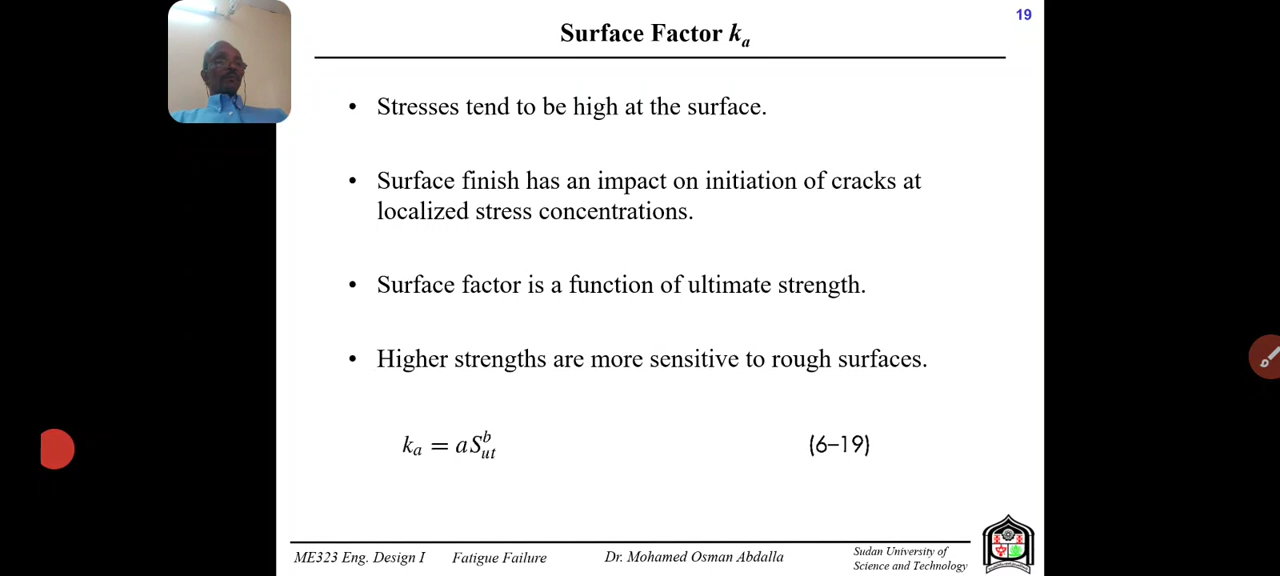 19
Surface Factor kₐ
• Stresses tend to be high at the surface.
• Surface finish has an impact on initiation of cracks at
localized stress concentrations.
• Surface factor is a function of ultimate strength.
• Higher strengths are more sensitive to rough surfaces.
k_a = aS_{ut}^b (6–19)
ME323 Eng. Design I Fatigue Failure Dr. Mohamed Osman Abdalla Sudan University of
Science and Technology